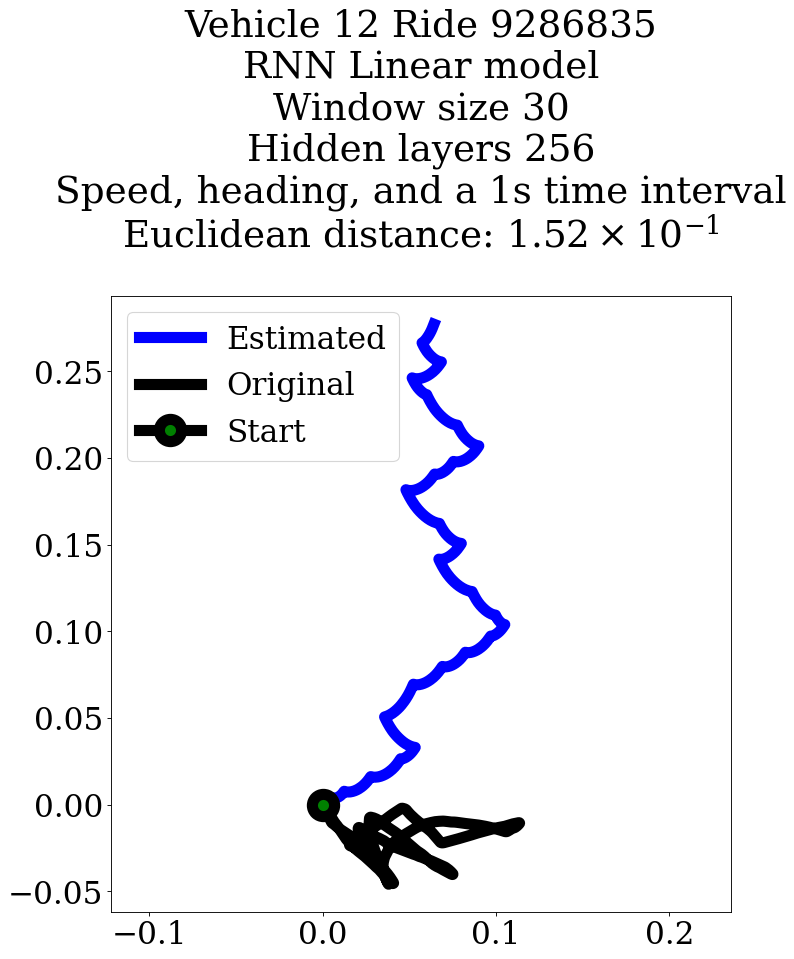 Vehicle 12 Ride 9286835
RNN Linear model
Window size 30
Hidden layers 256
Speed, heading, and a 1s time interval
Euclidean distance: 1.52 × 10⁻¹
Estimated
Original
Start
0.25
0.20
0.15
0.10
0.05
0.00
−0.05
−0.1 0.0 0.1 0.2